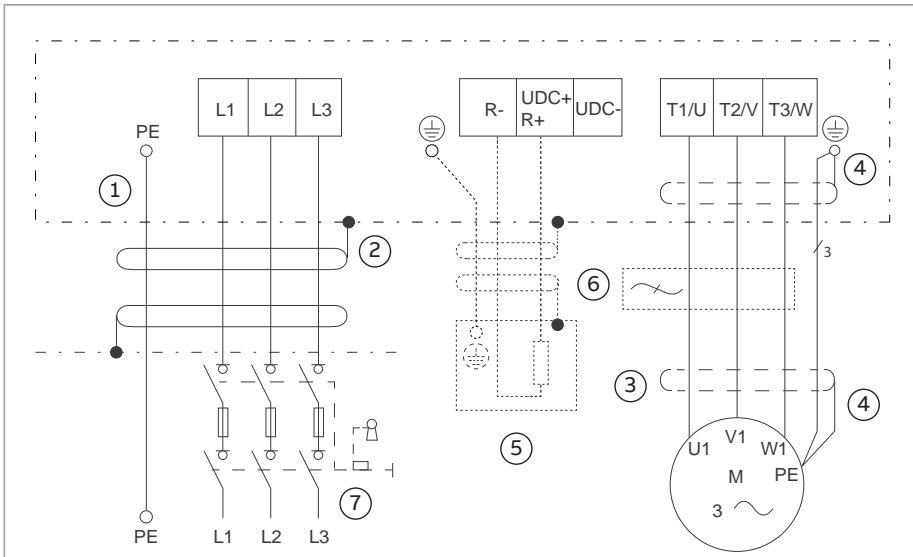 L1 L2 L3
R- UDC+ R+ UDC-
T1/U T2/V T3/W
PE
1
4
2
3
6
3
4
5
U1 V1 W1
M PE
3
7
PE L1 L2 L3